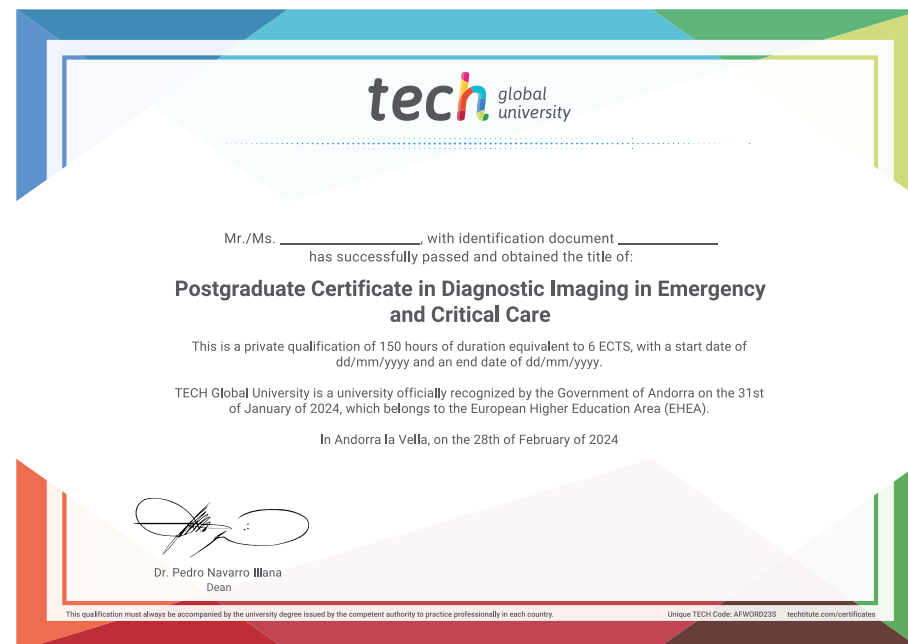 tech global
university
Mr./Ms. ____________________, with identification document ______________
has successfully passed and obtained the title of:
Postgraduate Certificate in Diagnostic Imaging in Emergency
and Critical Care
This is a private qualification of 150 hours of duration equivalent to 6 ECTS, with a start date of
dd/mm/yyyy and an end date of dd/mm/yyyy.
TECH Global University is a university officially recognized by the Government of Andorra on the 31st
of January of 2024, which belongs to the European Higher Education Area (EHEA).
In Andorra la Vella, on the 28th of February of 2024
Dr. Pedro Navarro Illana
Dean
This qualification must always be accompanied by the university degree issued by the competent authority to practice professionally in each country. Unique TECH Code: AFWORD23S techtitute.com/certificates